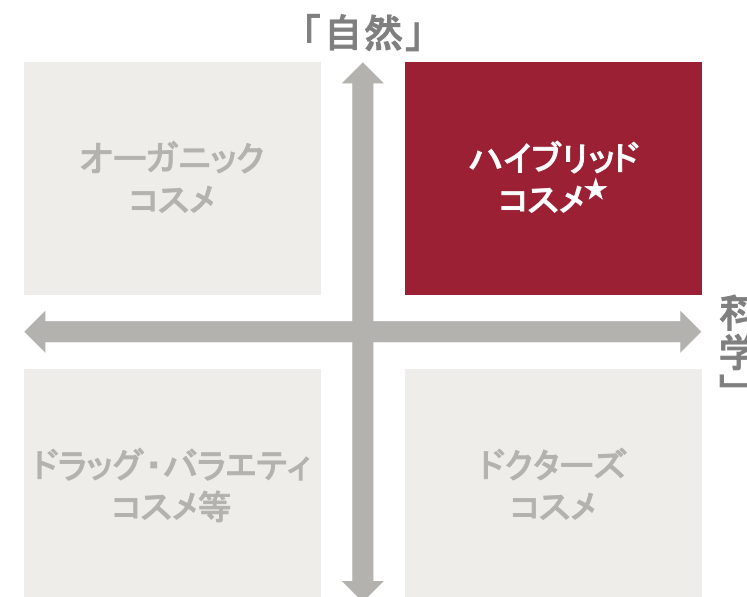 「自然」
オーガニック
コスメ
ハイブリッド
コスメ★
科学」
ドラッグ・バラエティ
コスメ等
ドクターズ
コスメ